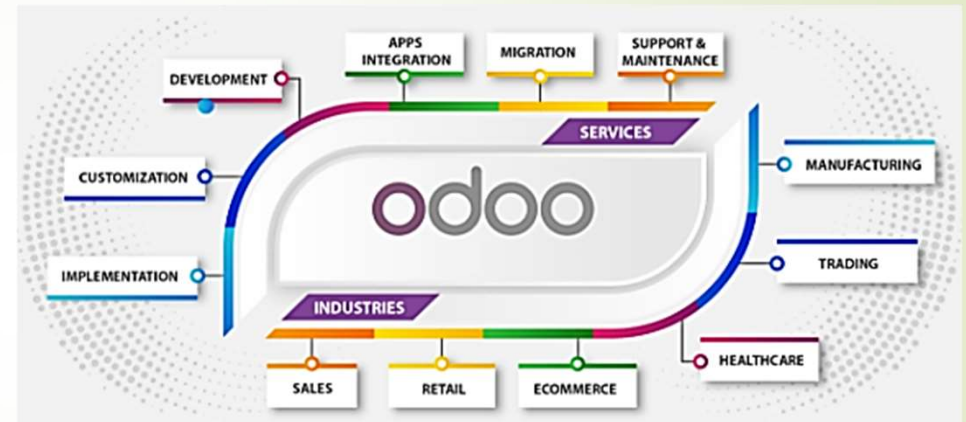 APPS
INTEGRATION
MIGRATION
SUPPORT &
MAINTENANCE
DEVELOPMENT
SERVICES
CUSTOMIZATION
MANUFACTURING
odoo
IMPLEMENTATION
TRADING
INDUSTRIES
HEALTHCARE
SALES
RETAIL
ECOMMERCE